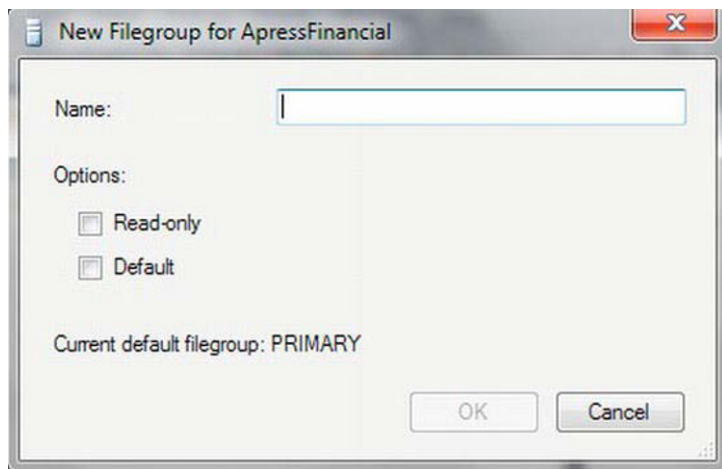 New Filegroup for ApressFinancial
Name:
Options:
Read-only
Default
Current default filegroup: PRIMARY
OK Cancel